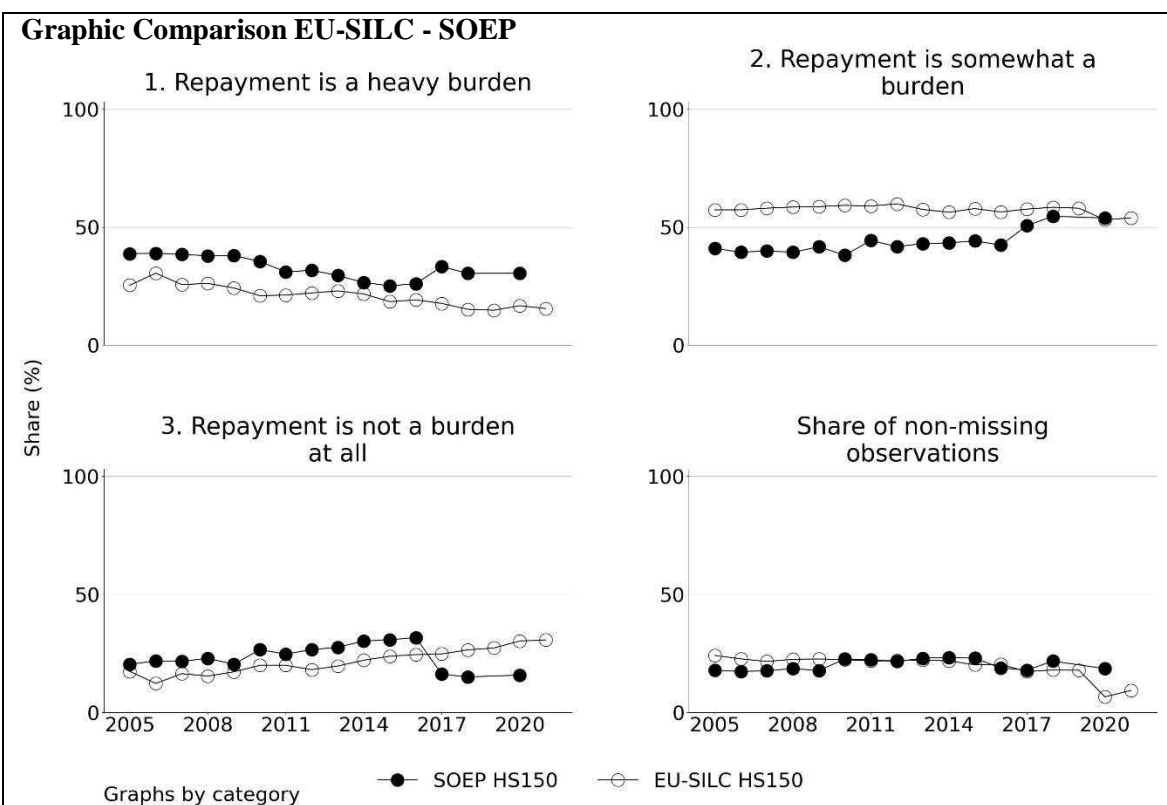 Graphic Comparison EU-SILC - SOEP
1. Repayment is a heavy burden
100
50
0
2. Repayment is somewhat a
burden
100
50
0
Share (%)
3. Repayment is not a burden
at all
100
50
0
2005 2008 2011 2014 2017 2020
Share of non-missing
observations
100
50
0
2005 2008 2011 2014 2017 2020
SOEP HS150 EU-SILC HS150
Graphs by category